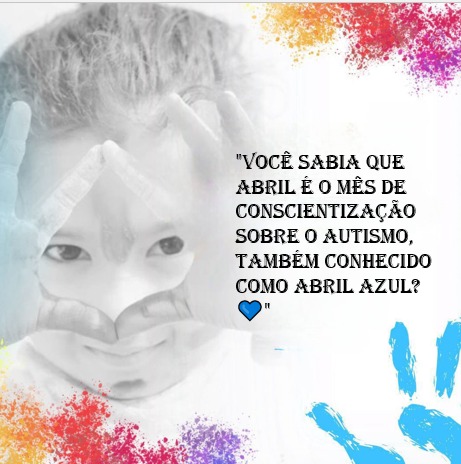 "VOCÊ SABIA QUE
ABRIL É O MÊS DE
CONSCIENTIZAÇÃO
SOBRE O AUTISMO,
TAMBÉM CONHECIDO
COMO ABRIL AZUL?
💙"